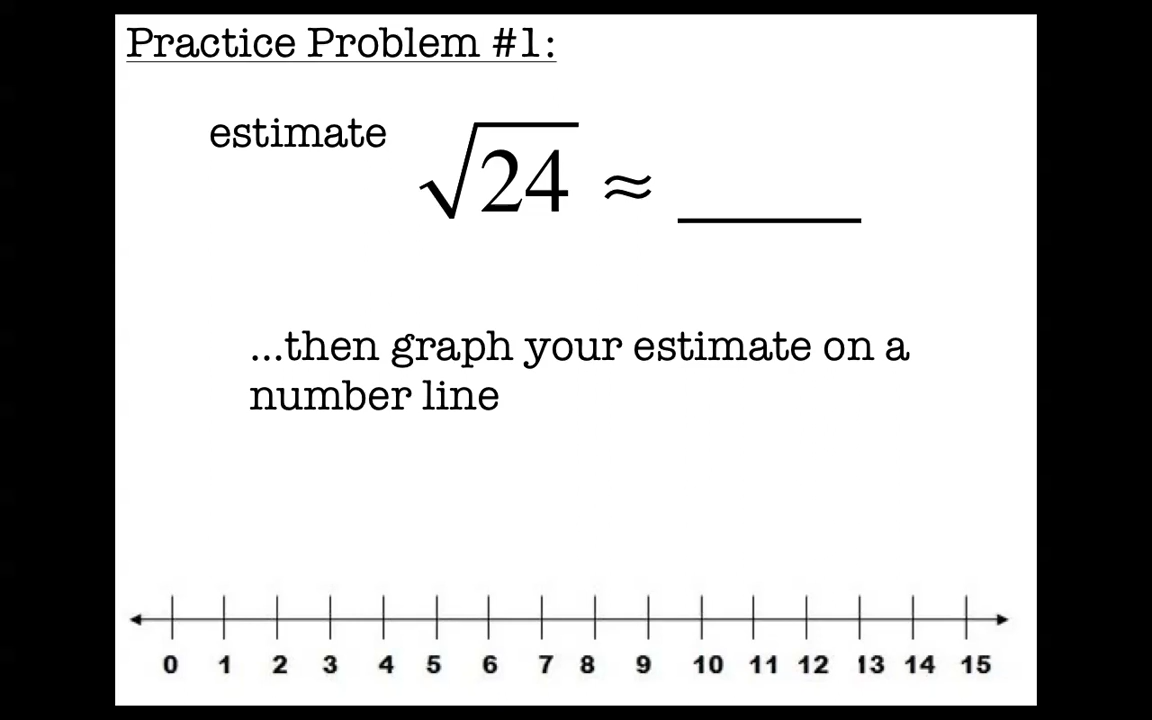 Practice Problem #1:
estimate √24 ≈ _____
...then graph your estimate on a
number line
0 1 2 3 4 5 6 7 8 9 10 11 12 13 14 15